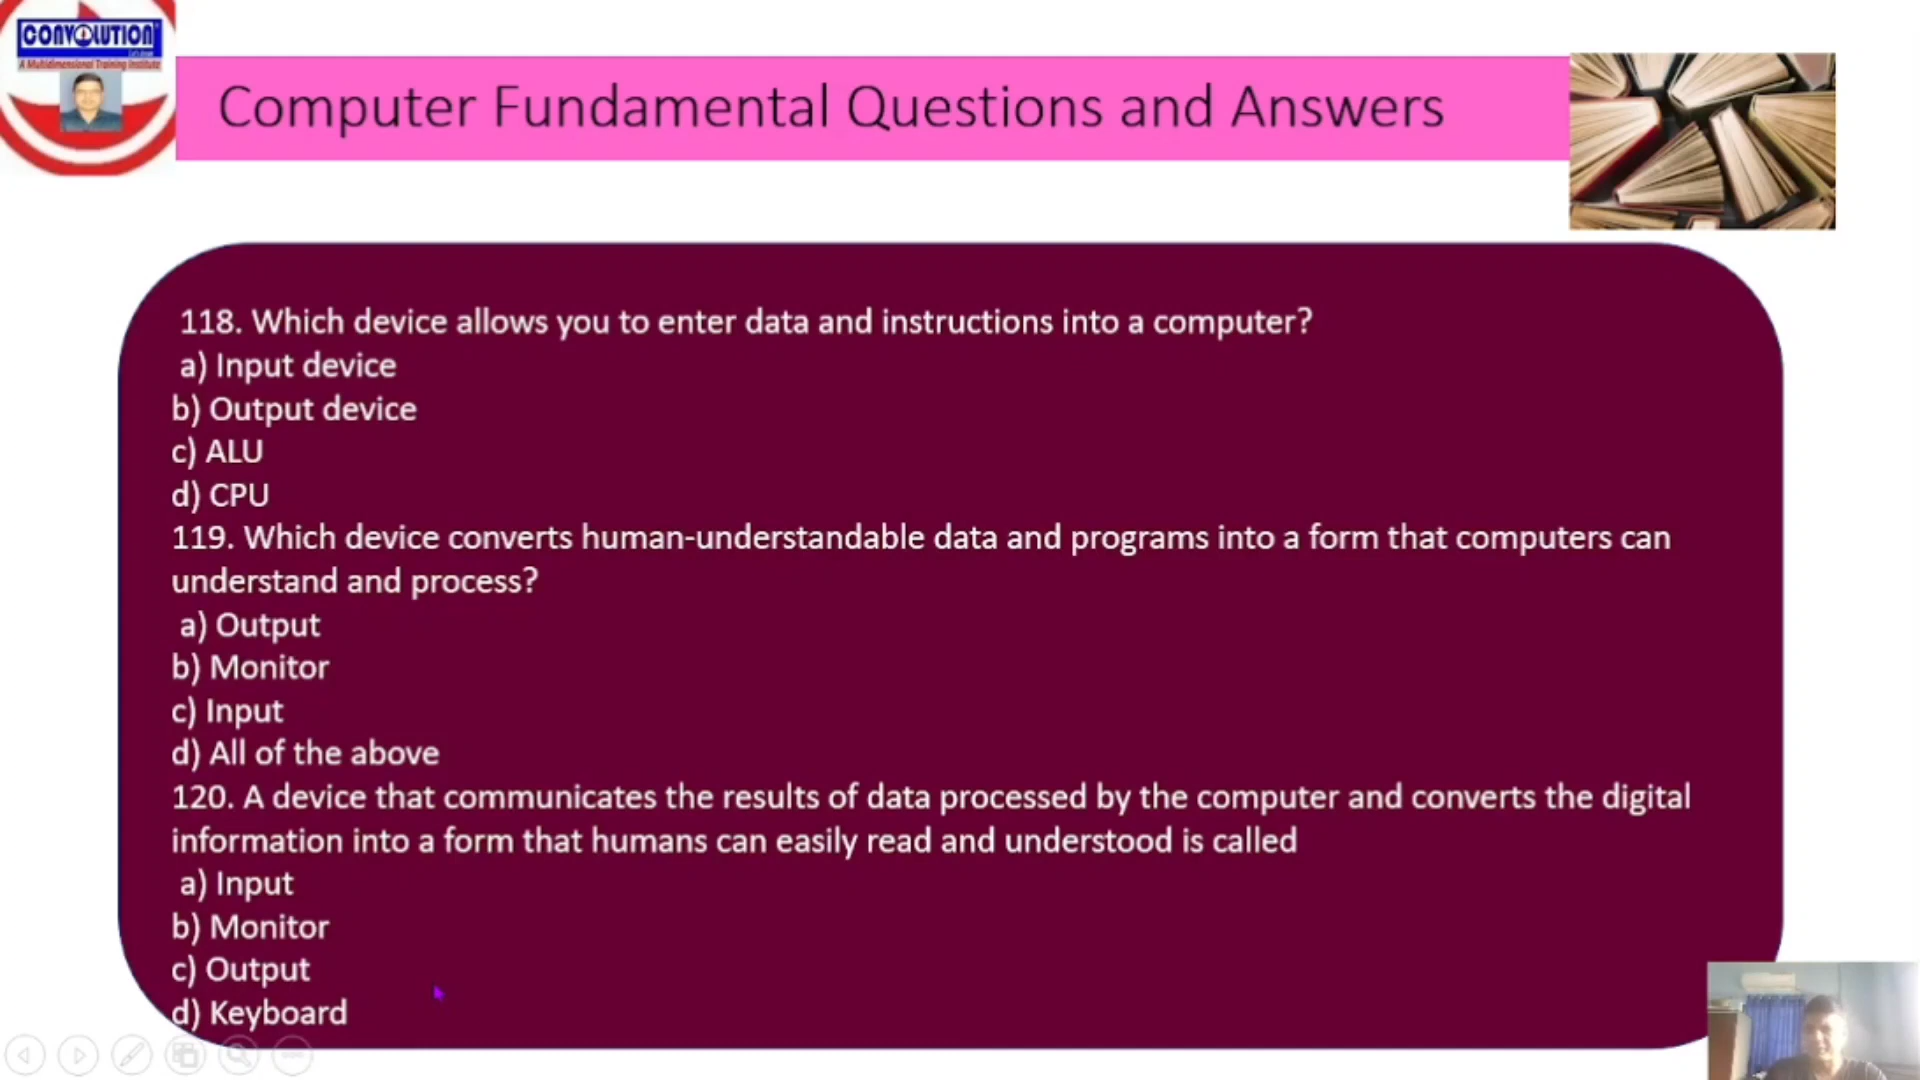 CONVOLUTION
A Multidimensional Training Institute
Computer Fundamental Questions and Answers
118. Which device allows you to enter data and instructions into a computer?
a) Input device
b) Output device
c) ALU
d) CPU
119. Which device converts human-understandable data and programs into a form that computers can
understand and process?
a) Output
b) Monitor
c) Input
d) All of the above
120. A device that communicates the results of data processed by the computer and converts the digital
information into a form that humans can easily read and understood is called
a) Input
b) Monitor
c) Output
d) Keyboard